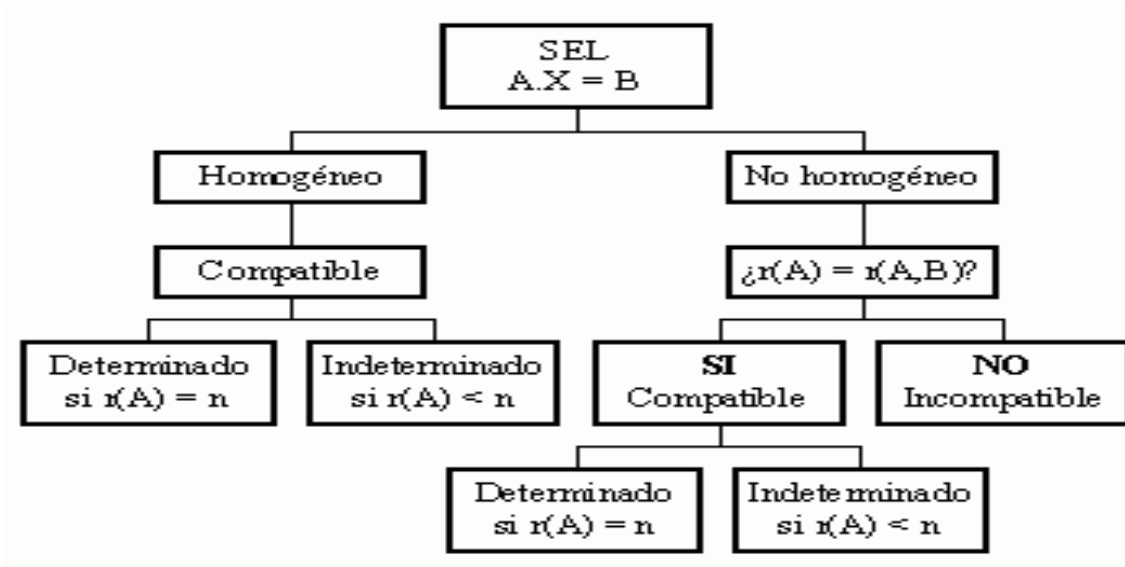 SEL
A.X = B
Homogéneo
No homogéneo
Compatible
¿r(A) = r(A,B)?
Determinado
si r(A) = n
Indeterminado
si r(A) < n
SI
Compatible
NO
Incompatible
Determinado
si r(A) = n
Indeterminado
si r(A) < n